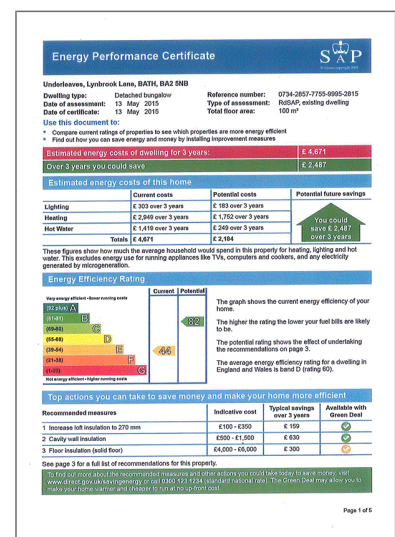 Energy Performance Certificate
SAP
Underleaves, Lynbrook Lane, BATH, BA2 5NB
Dwelling type: Detached bungalow
Reference number: 0734-2857-7755-9995-2815
Date of assessment: 13 May 2015
Type of assessment: RdSAP, existing dwelling
Date of certificate: 13 May 2015
Total floor area: 100 m²
Use this document to:
• Compare current ratings of properties to see which properties are more energy efficient
• Find out how you can save energy and money by installing improvement measures
Estimated energy costs of dwelling for 3 years: £ 4,671
Over 3 years you could save £ 2,487
Estimated energy costs of this home
Current costs Potential costs Potential future savings
Lighting £ 303 over 3 years £ 183 over 3 years
Heating £ 2,949 over 3 years £ 1,752 over 3 years
Hot Water £ 1,419 over 3 years £ 249 over 3 years
Totals £ 4,671 £ 2,184
You could
save £ 2,487
over 3 years
These figures show how much the average household would spend in this property for heating, lighting and hot
water. This excludes energy use for running appliances like TVs, computers and cookers, and any electricity
generated by microgeneration.
Energy Efficiency Rating
Current Potential
Very energy efficient - lower running costs
(92 plus) A
(81-91) B
(69-80) C
(55-68) D
(39-54) E
(21-38) F
(1-20) G
Not energy efficient - higher running costs
82
44
The graph shows the current energy efficiency of your
home.
The higher the rating the lower your fuel bills are likely
to be.
The potential rating shows the effect of undertaking
the recommendations on page 3.
The average energy efficiency rating for a dwelling in
England and Wales is band D (rating 60).
Top actions you can take to save money and make your home more efficient
Recommended measures Indicative cost Typical savings over 3 years Available with Green Deal
1 Increase loft insulation to 270 mm £100 - £350 £ 159
2 Cavity wall insulation £500 - £1,500 £ 630
3 Floor insulation (solid floor) £4,000 - £6,000 £ 300
See page 3 for a full list of recommendations for this property.
To find out more about the recommended measures and other actions you could take today to save money, visit
www.direct.gov.uk/savingenergy or call 0300 123 1234 (standard national rate). The Green Deal may allow you to
make your home warmer and cheaper to run at no up-front cost.
Page 1 of 5